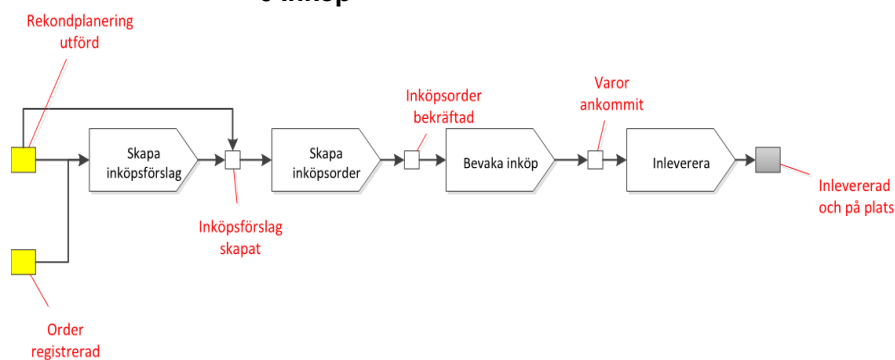 Rekondplanering
utförd
Skapa
inköpsförslag
Inköpsförslag
skapat
Skapa
inköpsorder
Inköpsorder
bekräftad
Bevaka inköp
Varor
ankommit
Inleverera
Inlevererad
och på plats
Order
registrerad